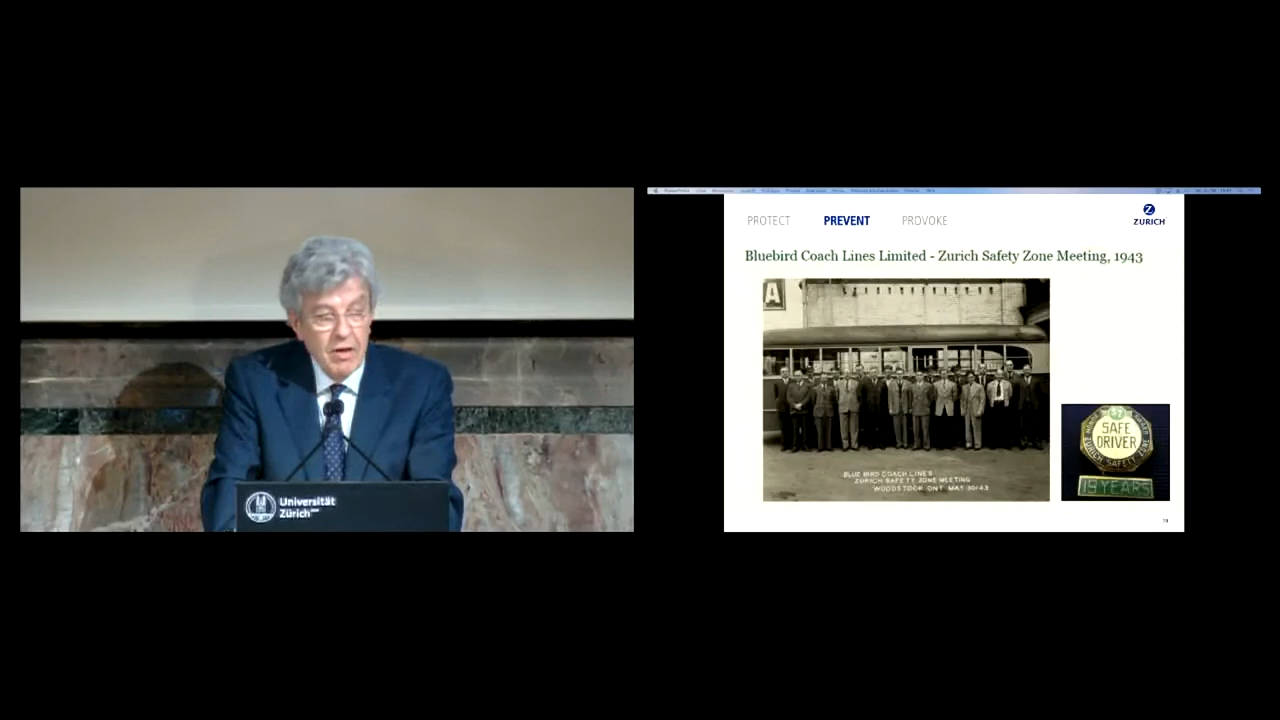 Universität
Zürich
PROTECT PREVENT PROVOKE
ZURICH
Bluebird Coach Lines Limited - Zurich Safety Zone Meeting, 1943
A
BLUE BIRD COACH LINES
ZURICH SAFETY ZONE MEETING
WOODSTOCK ONT MAY 30/43
57
SAFE
DRIVER
ZURICH SAFETY ZONE
19 YEARS